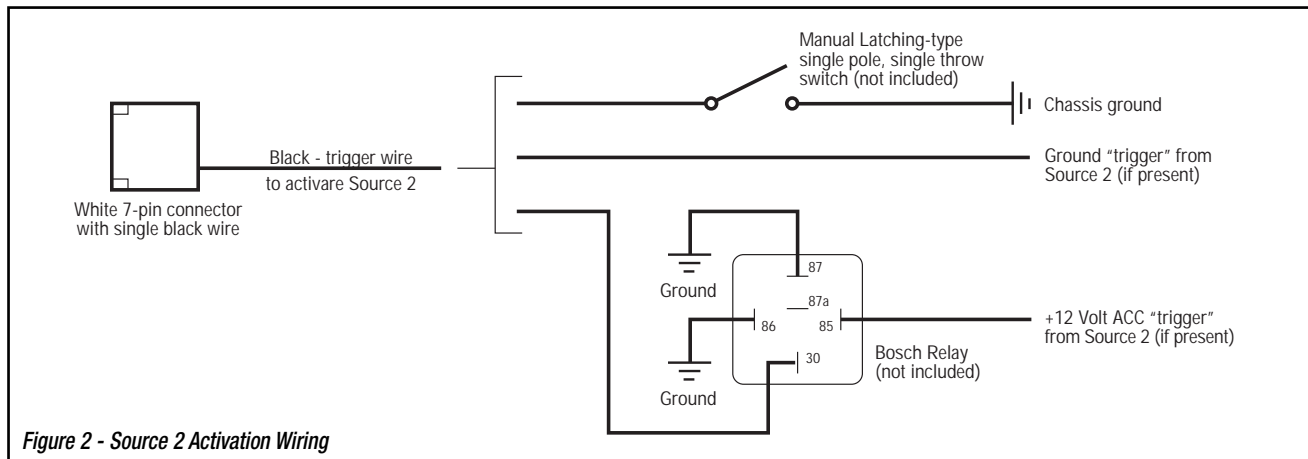 Manual Latching-type
single pole, single throw
switch (not included)
Chassis ground
Black - trigger wire
to activare Source 2
Ground “trigger” from
Source 2 (if present)
White 7-pin connector
with single black wire
87
Ground
87a
86
85
+12 Volt ACC “trigger”
from Source 2 (if present)
30
Bosch Relay
(not included)
Ground
Figure 2 - Source 2 Activation Wiring